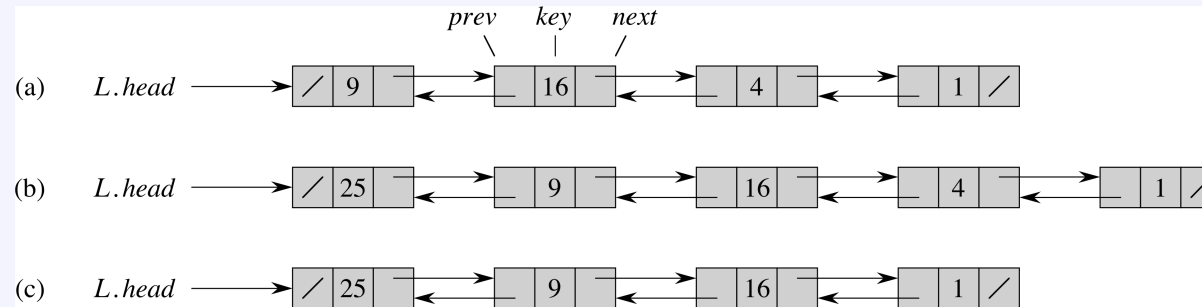 prev key next
(a) L.head / 9 16 4 1 /
(b) L.head / 25 9 16 4 1 /
(c) L.head / 25 9 16 1 /